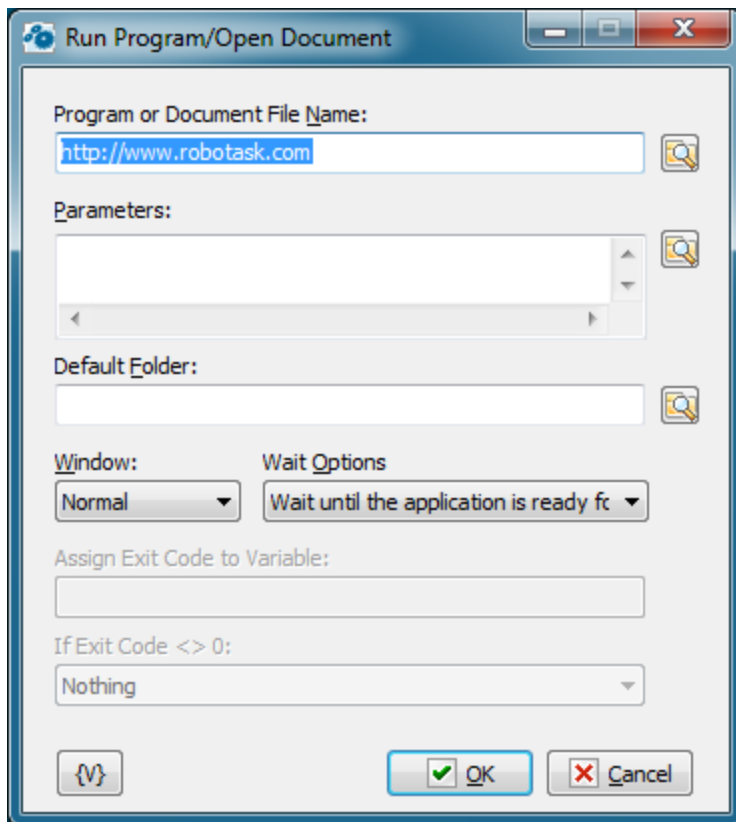 Run Program/Open Document
Program or Document File Name:
http://www.robotask.com
Parameters:
Default Folder:
Window: Wait Options
Normal Wait until the application is ready fo
Assign Exit Code to Variable:
If Exit Code <> 0:
Nothing
{V} OK Cancel